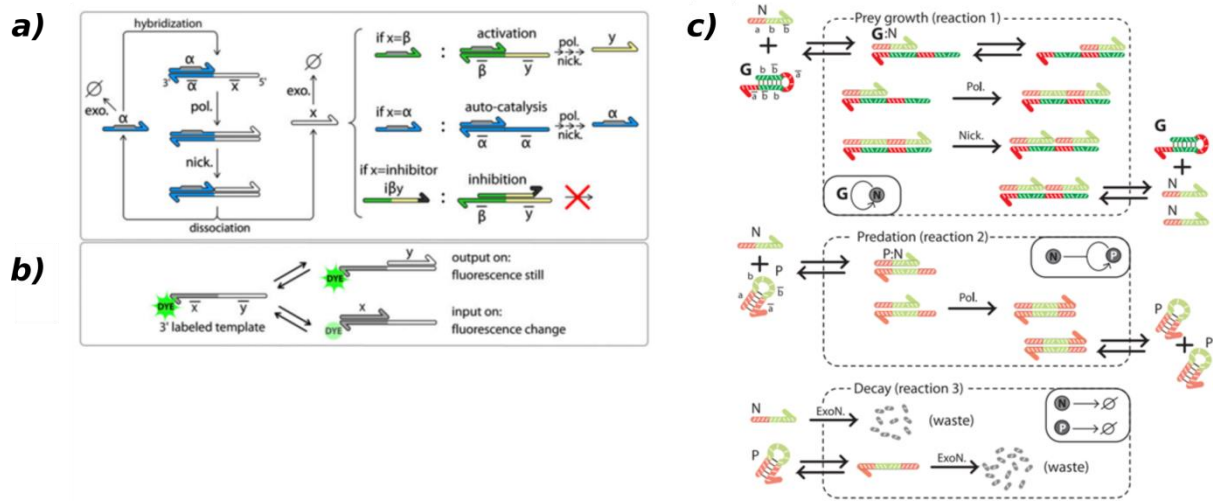 a)
hybridization
exo.
α
∅
3'
α
ᾱ
x̄
5'
pol.
nick.
dissociation
∅
exo.
x
if x=β
:
activation
β̄
ȳ
pol.
nick.
y
if x=α
:
auto-catalysis
ᾱ
ᾱ
pol.
nick.
α
if x=inhibitor
iβy
:
inhibition
β̄
ȳ
b)
DYE
x̄
ȳ
3' labeled template
DYE
y
output on:
fluorescence still
DYE
x
input on:
fluorescence change
c)
Prey growth (reaction 1)
N
a b b̄
+
G
b b̄
ā
ā b b̄
G:N
Pol.
Nick.
G
N
G
+
N
N
Predation (reaction 2)
N
+
b
P
a
b̄
ā
P:N
N
P
Pol.
P
+
P
Decay (reaction 3)
N
ExoN.
(waste)
N
∅
P
∅
P
ExoN.
(waste)